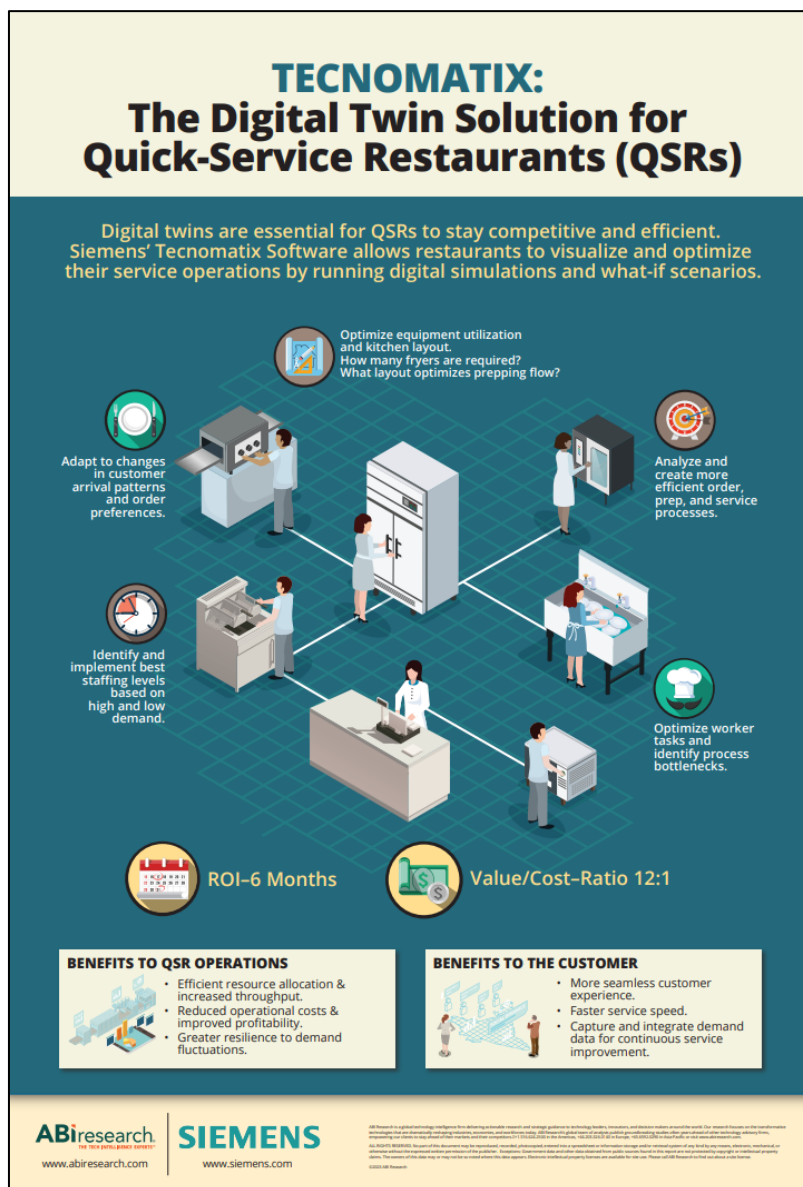 TECNOMATIX:
The Digital Twin Solution for
Quick-Service Restaurants (QSRs)
Digital twins are essential for QSRs to stay competitive and efficient.
Siemens’ Tecnomatix Software allows restaurants to visualize and optimize
their service operations by running digital simulations and what-if scenarios.
Optimize equipment utilization
and kitchen layout.
How many fryers are required?
What layout optimizes prepping flow?
Adapt to changes
in customer
arrival patterns
and order
preferences.
Analyze and
create more
efficient order,
prep, and service
processes.
Identify and
implement best
staffing levels
based on
high and low
demand.
Optimize worker
tasks and
identify process
bottlenecks.
ROI–6 Months
Value/Cost–Ratio 12:1
BENEFITS TO QSR OPERATIONS
• Efficient resource allocation &
increased throughput.
• Reduced operational costs &
improved profitability.
• Greater resilience to demand
fluctuations.
BENEFITS TO THE CUSTOMER
• More seamless customer
experience.
• Faster service speed.
• Capture and integrate demand
data for continuous service
improvement.
ABIresearch
THE TECH INTELLIGENCE EXPERTS
www.abiresearch.com
SIEMENS
www.siemens.com